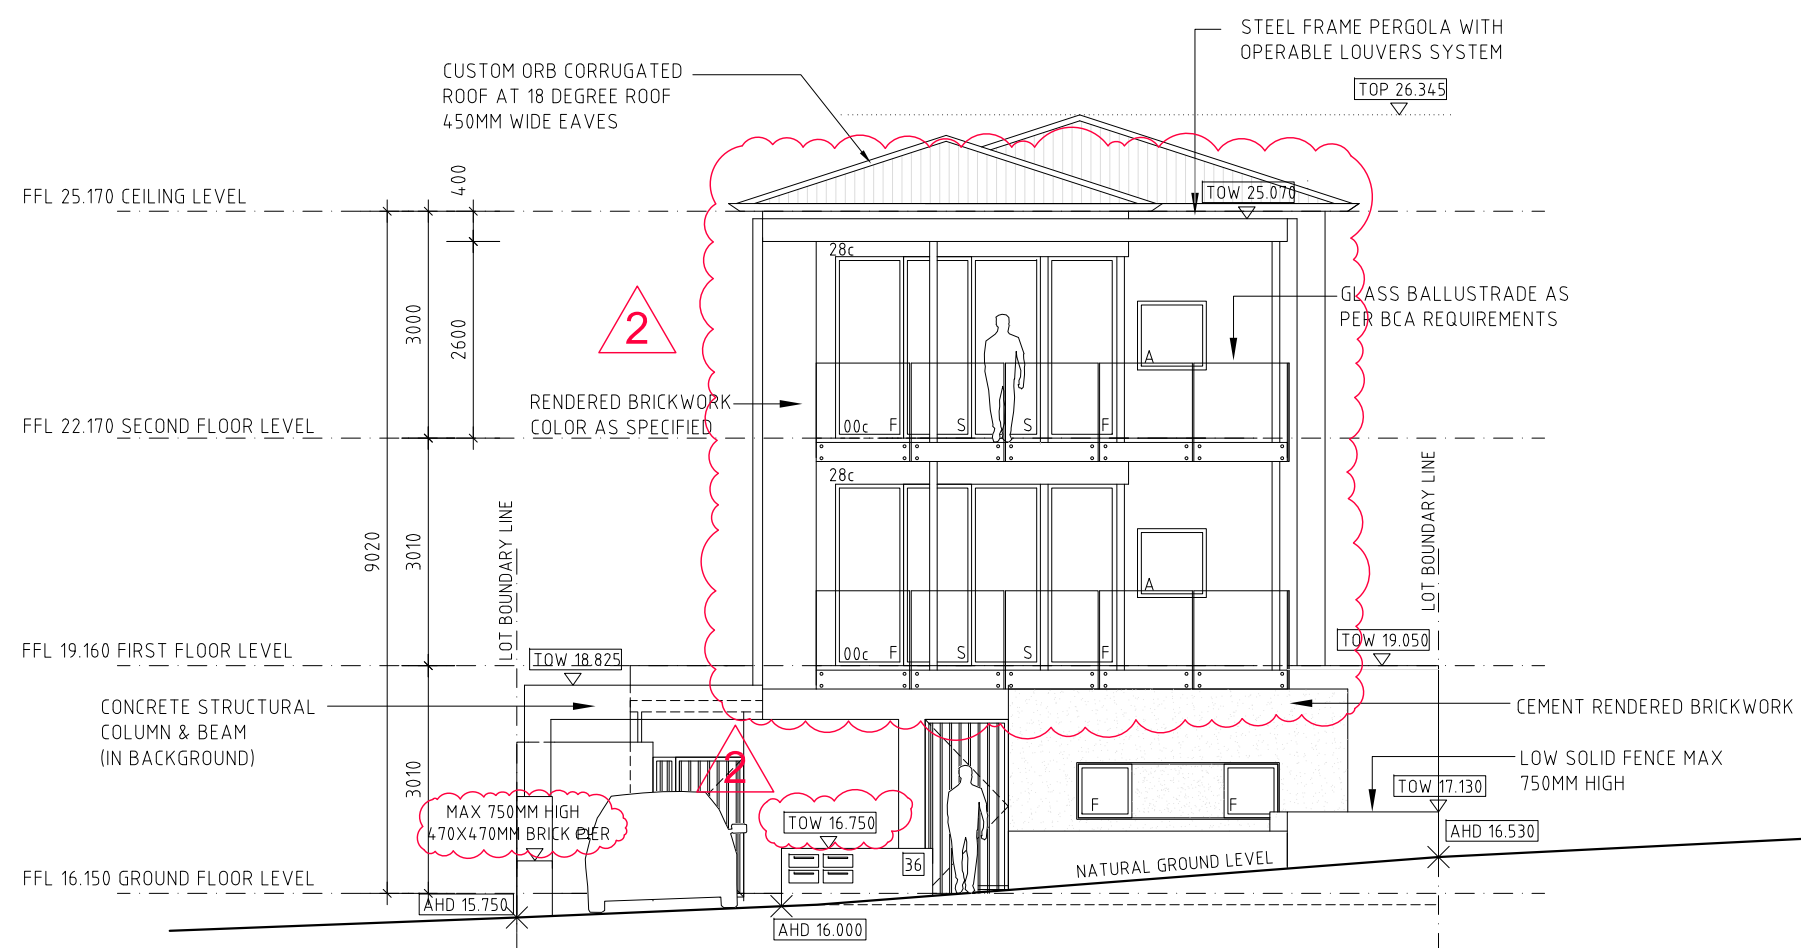 STEEL FRAME PERGOLA WITH
OPERABLE LOUVERS SYSTEM
CUSTOM ORB CORRUGATED
ROOF AT 18 DEGREE ROOF
450MM WIDE EAVES
TOP 26.345
400
FFL 25.170 CEILING LEVEL
TOW 25.070
28c
3000
2600
2
GLASS BALLUSTRADE AS
PER BCA REQUIREMENTS
A
RENDERED BRICKWORK
COLOR AS SPECIFIED
FFL 22.170 SECOND FLOOR LEVEL
00c F S S F
28c
LOT BOUNDARY LINE
LOT BOUNDARY LINE
9020
3010
A
FFL 19.160 FIRST FLOOR LEVEL
TOW 18.825
00c F S S F
TOW 19.050
CONCRETE STRUCTURAL
COLUMN & BEAM
(IN BACKGROUND)
CEMENT RENDERED BRICKWORK
3010
2
LOW SOLID FENCE MAX
750MM HIGH
TOW 17.130
F F
MAX 750MM HIGH
470X470MM BRICK PIER
TOW 16.750
AHD 16.530
36
NATURAL GROUND LEVEL
FFL 16.150 GROUND FLOOR LEVEL
AHD 15.750
AHD 16.000